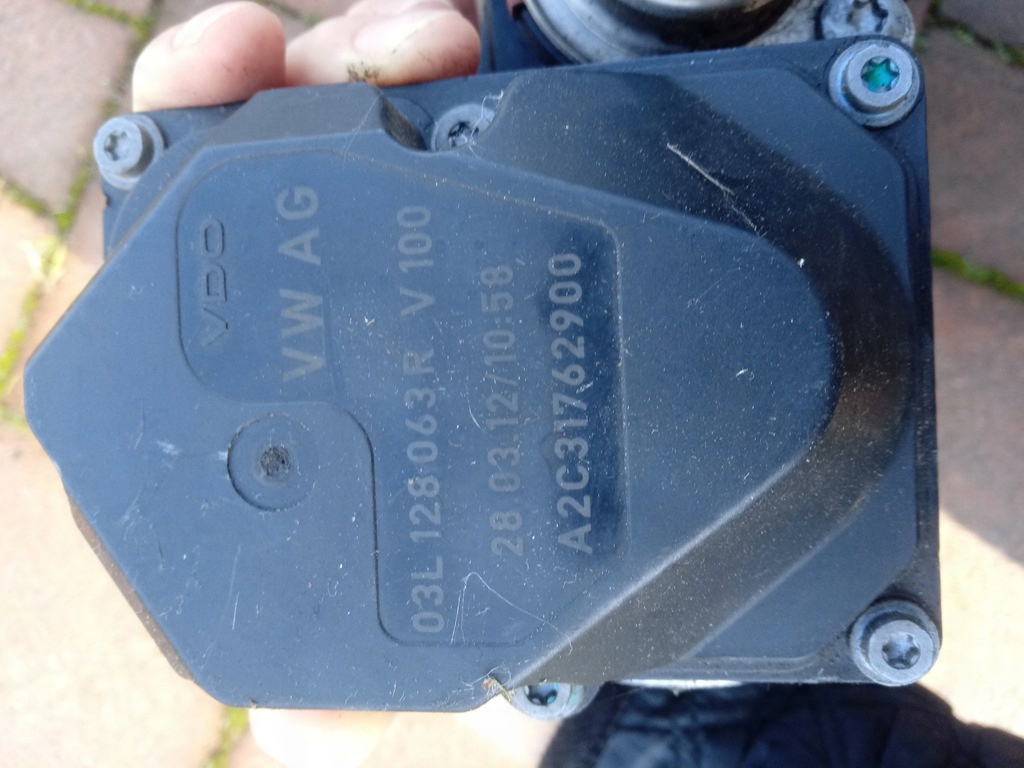 VDO
VW AG
03L 128 063 R V 100
28.03.12/10:58
A2C31762900